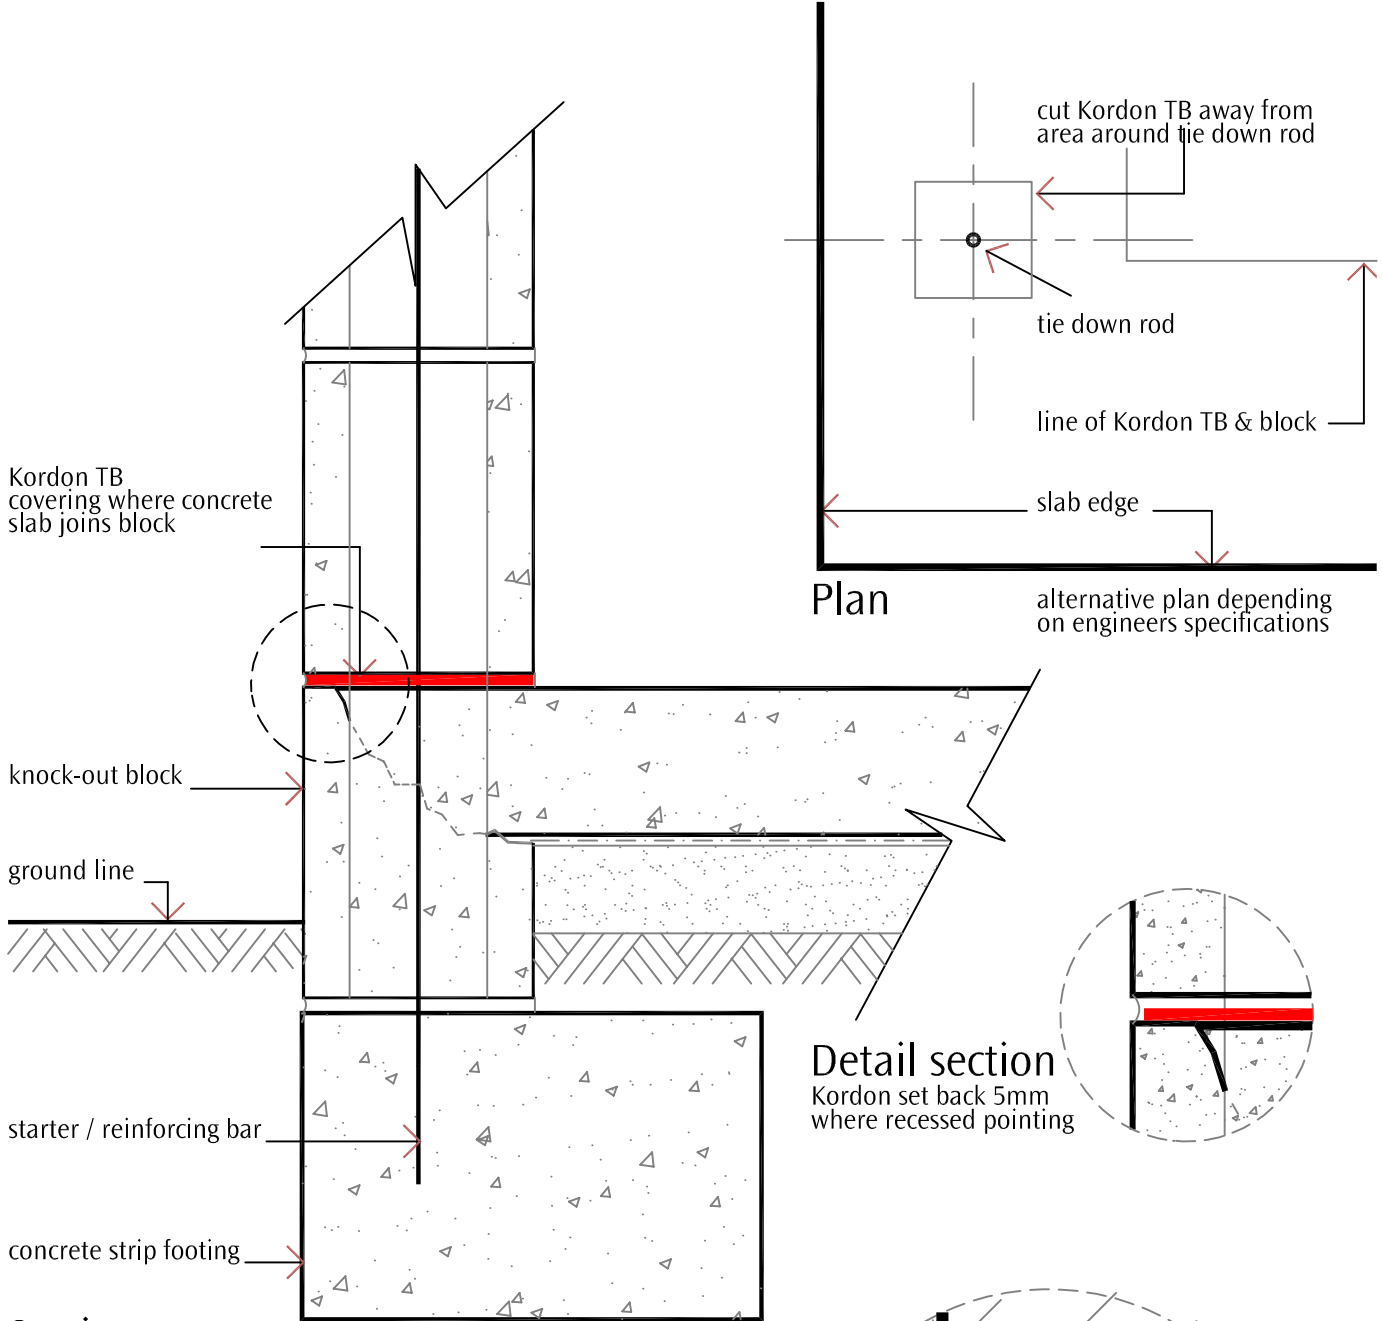 cut Kordon TB away from
area around tie down rod
tie down rod
line of Kordon TB & block
slab edge
Plan
alternative plan depending
on engineers specifications
Kordon TB
covering where concrete
slab joins block
knock-out block
ground line
Detail section
Kordon set back 5mm
where recessed pointing
starter / reinforcing bar
concrete strip footing